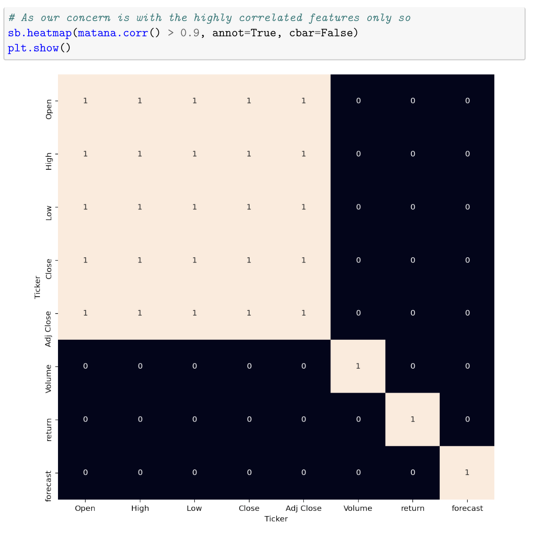 # As our concern is with the highly correlated features only so
sb.heatmap(matana.corr() > 0.9, annot=True, cbar=False)
plt.show()
Open 1 1 1 1 1 0 0 0
High 1 1 1 1 1 0 0 0
Low 1 1 1 1 1 0 0 0
Close 1 1 1 1 1 0 0 0
Ticker
Adj Close 1 1 1 1 1 0 0 0
Volume 0 0 0 0 0 1 0 0
return 0 0 0 0 0 0 1 0
forecast 0 0 0 0 0 0 0 1
Open High Low Close Adj Close Volume return forecast
Ticker